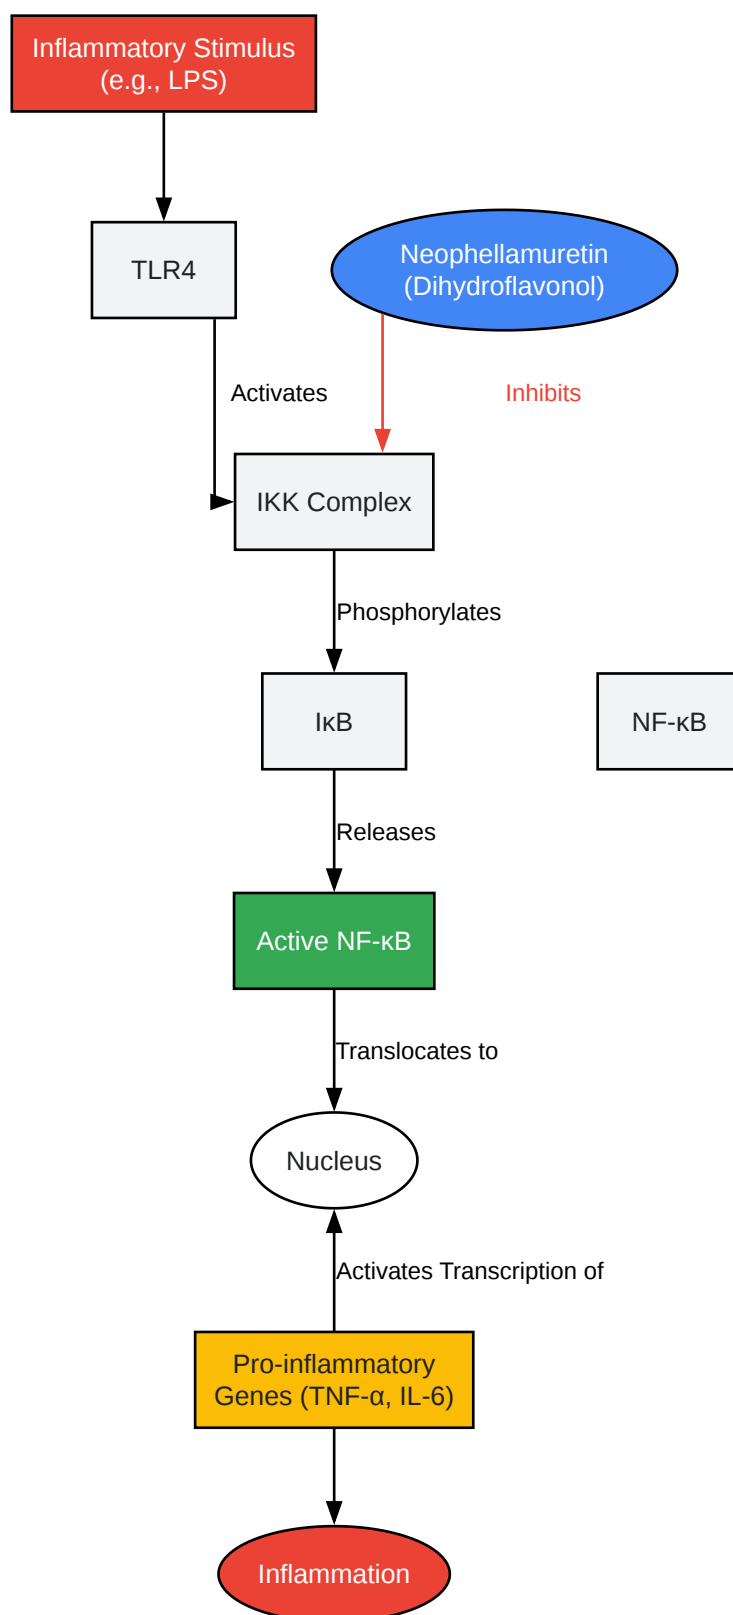 Inflammatory Stimulus
(e.g., LPS)
TLR4
Neophellamuretin
(Dihydroflavonol)
Activates
Inhibits
IKK Complex
Phosphorylates
IκB
NF-κB
Releases
Active NF-κB
Translocates to
Nucleus
Activates Transcription of
Pro-inflammatory
Genes (TNF-α, IL-6)
Inflammation